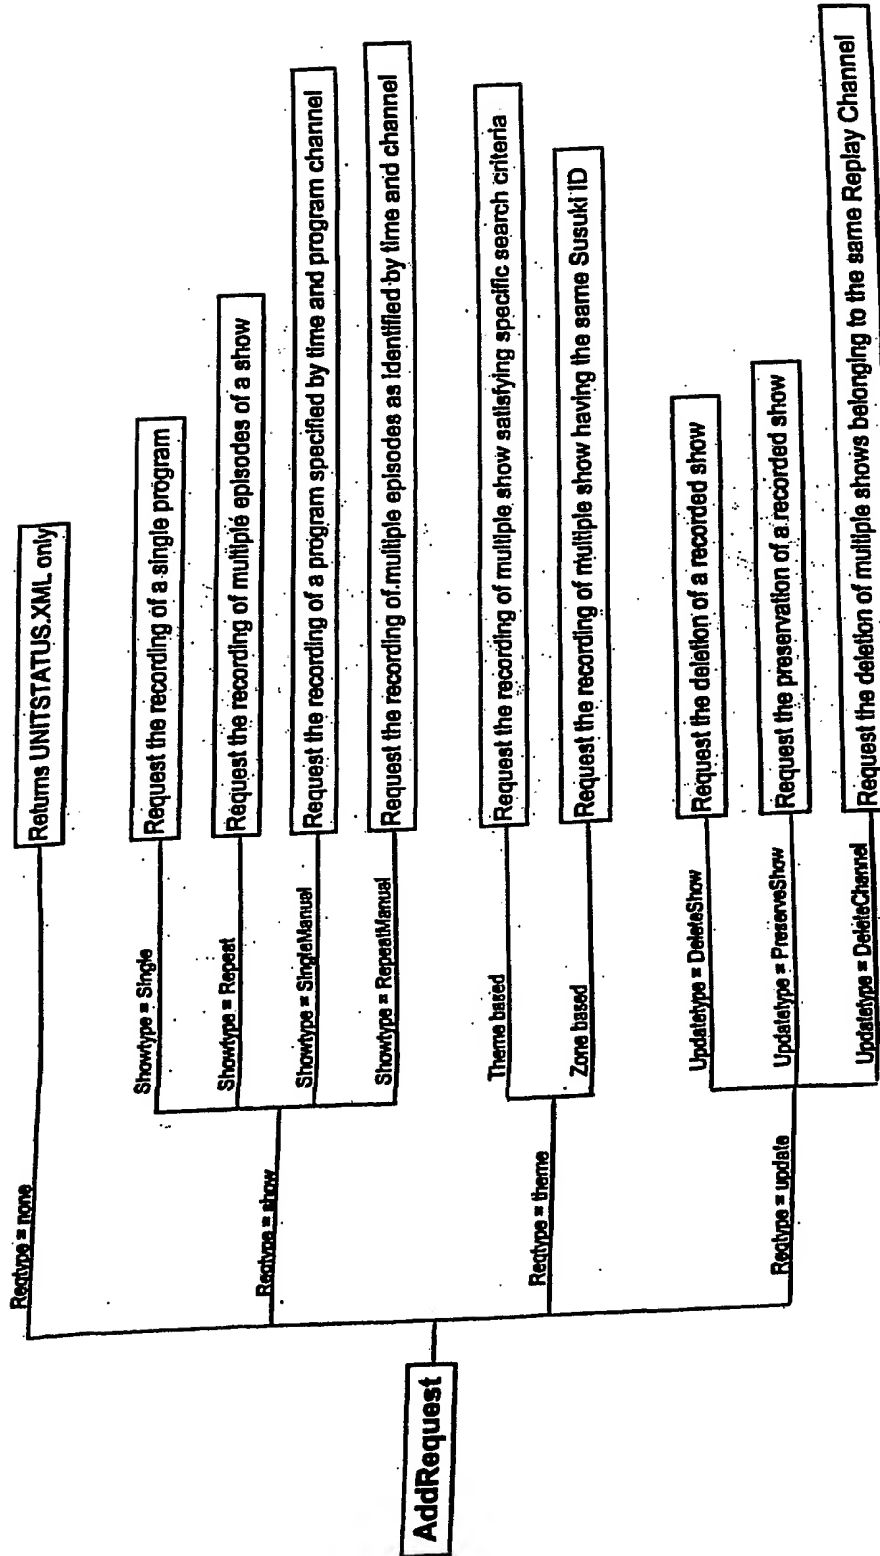 AddRequest
Reqtype = none
Returns UNITSTATUS.XML only
Reqtype = show
Showtype = Single
Request the recording of a single program
Showtype = Repeat
Request the recording of multiple episodes of a show
Showtype = SingleManual
Request the recording of a program specified by time and program channel
Showtype = RepeatManual
Request the recording of multiple episodes as identified by time and channel
Reqtype = theme
Theme based
Request the recording of multiple show satisfying specific search criteria
Zone based
Request the recording of multiple show having the same Susuki ID
Reqtype = update
Updatetype = DeleteShow
Request the deletion of a recorded show
Updatetype = PreserveShow
Request the preservation of a recorded show
Updatetype = DeleteChannel
Request the deletion of multiple shows belonging to the same Replay Channel